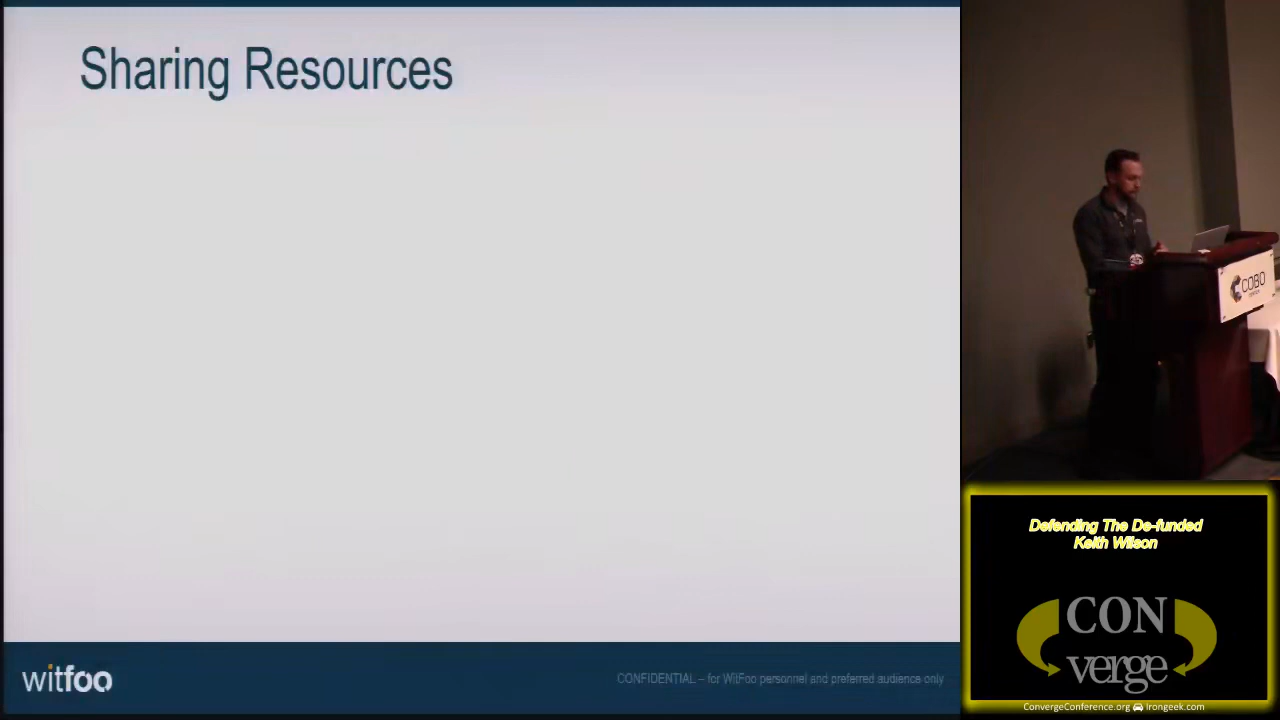 Sharing Resources
witfoo
CONFIDENTIAL – for WitFoo personnel and preferred audience only
COBO
Defending The De-funded
Keith Wilson
CON
verge
ConvergeConference.org Irongeek.com